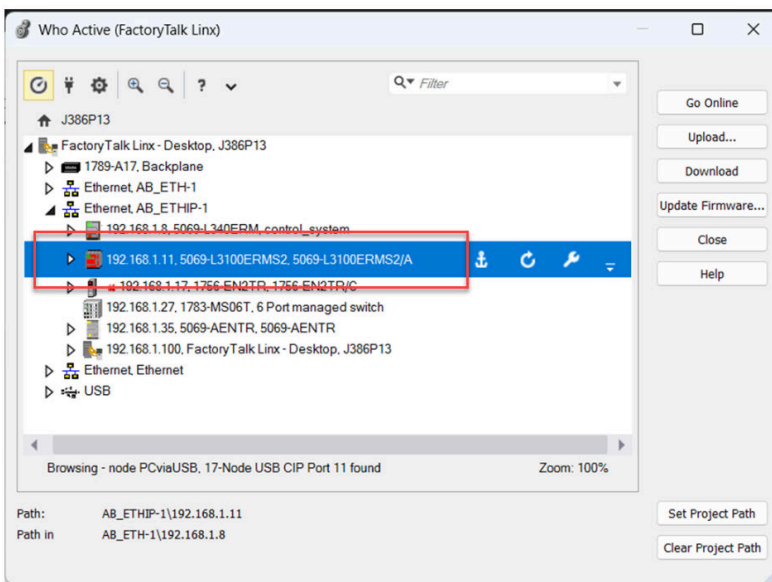 Who Active (FactoryTalk Linx)
Filter
J386P13
FactoryTalk Linx - Desktop, J386P13
1789-A17, Backplane
Ethernet, AB_ETH-1
Ethernet, AB_ETHIP-1
192.168.1.8, 5069-L340ERM, control_system
192.168.1.11, 5069-L3100ERMS2, 5069-L3100ERMS2/A
192.168.1.17, 1756-EN2TR, 1756-EN2TR/C
192.168.1.27, 1783-MS06T, 6 Port managed switch
192.168.1.35, 5069-AENTR, 5069-AENTR
192.168.1.100, FactoryTalk Linx - Desktop, J386P13
Ethernet, Ethernet
USB
Browsing - node PCviaUSB, 17-Node USB CIP Port 11 found Zoom: 100%
Go Online
Upload...
Download
Update Firmware...
Close
Help
Path: AB_ETHIP-1\192.168.1.11
Path in AB_ETH-1\192.168.1.8
Set Project Path
Clear Project Path